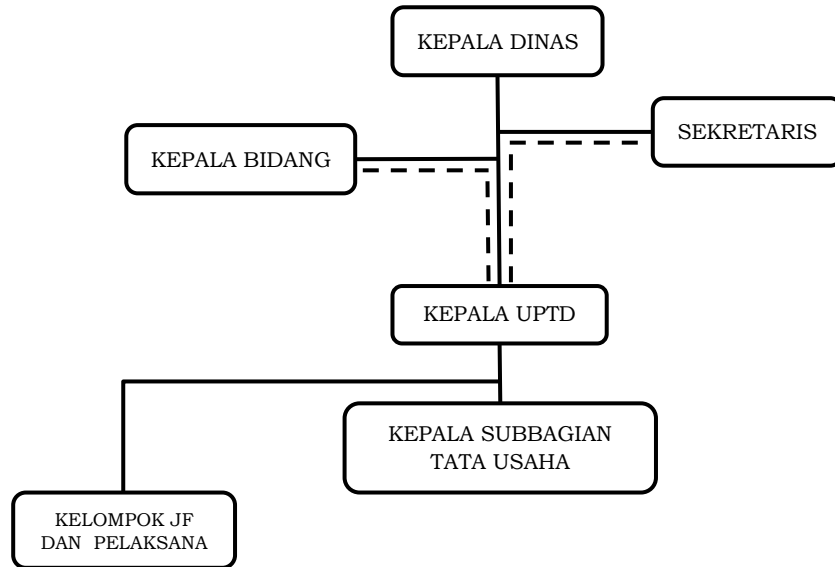 KEPALA DINAS
SEKRETARIS
KEPALA BIDANG
KEPALA UPTD
KEPALA SUBBAGIAN
TATA USAHA
KELOMPOK JF
DAN PELAKSANA